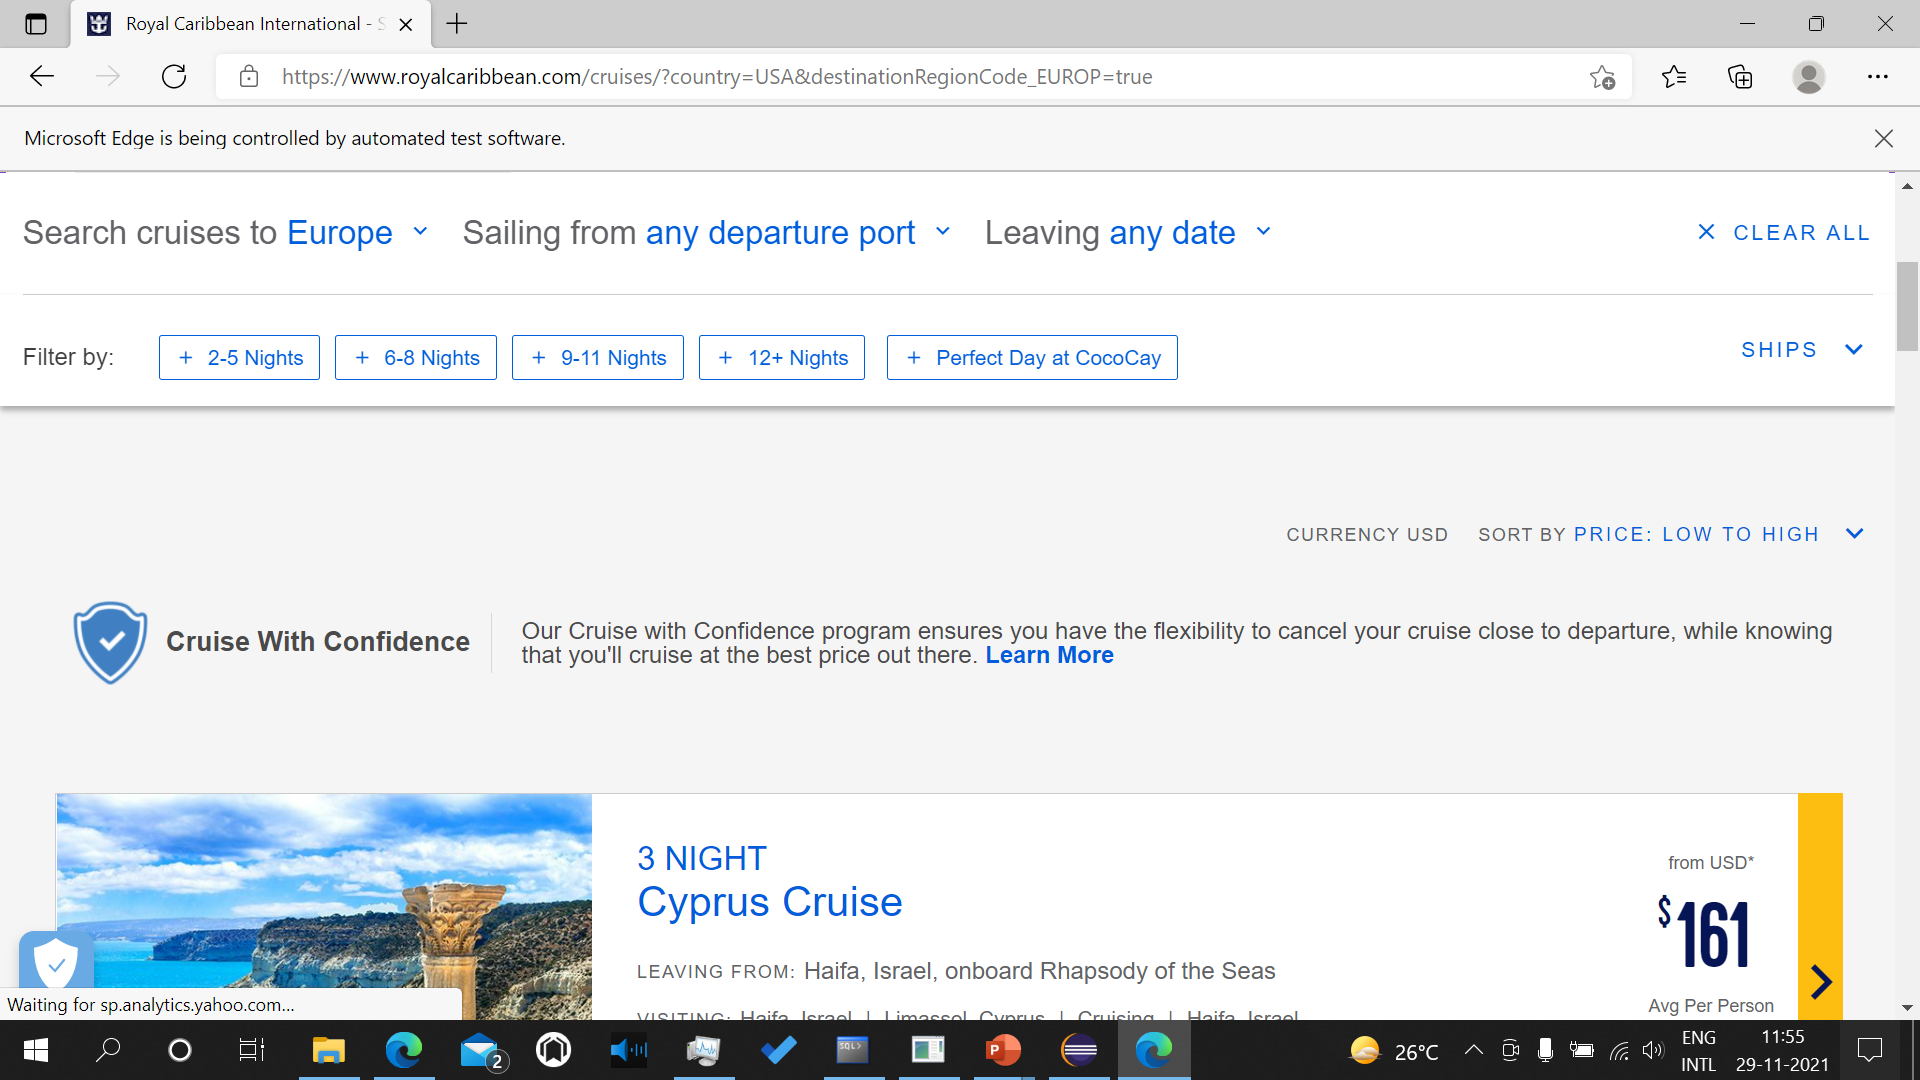 Royal Caribbean International - S
https://www.royalcaribbean.com/cruises/?country=USA&destinationRegionCode_EUROP=true
Microsoft Edge is being controlled by automated test software.
Search cruises to Europe Sailing from any departure port Leaving any date CLEAR ALL
Filter by: + 2-5 Nights + 6-8 Nights + 9-11 Nights + 12+ Nights + Perfect Day at CocoCay SHIPS
CURRENCY USD SORT BY PRICE: LOW TO HIGH
Cruise With Confidence
Our Cruise with Confidence program ensures you have the flexibility to cancel your cruise close to departure, while knowing
that you'll cruise at the best price out there. Learn More
3 NIGHT
Cyprus Cruise
LEAVING FROM: Haifa, Israel, onboard Rhapsody of the Seas
VISITING: Haifa, Israel | Limassol, Cyprus | Cruising | Haifa, Israel
from USD*
$161
Avg Per Person
Waiting for sp.analytics.yahoo.com...
2
SQL>
P
26°C
ENG
INTL
11:55
29-11-2021